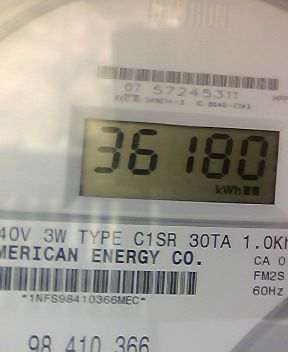 07 57245311
36180
kWh
40V 3W TYPE C1SR 30TA 1.0Kh
MERICAN ENERGY CO.
CA 0
FM2S
60Hz
*1NFS98410366MEC*
98 410 366